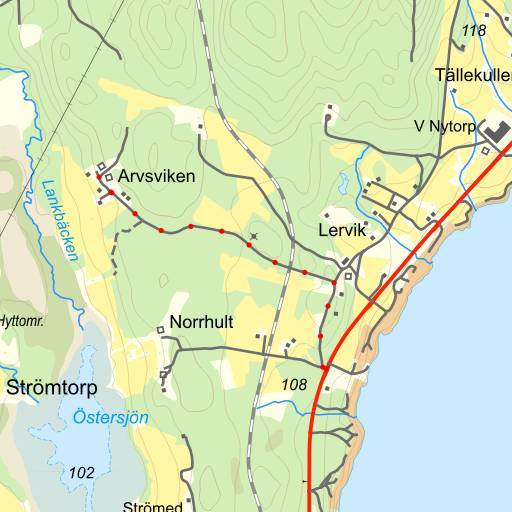 118
Tällekullen
V Nytorp
Arvsviken
Lankbäcken
Lervik
Hyttomr.
Norrhult
Strömtorp
108
Östersjön
102
Strömed